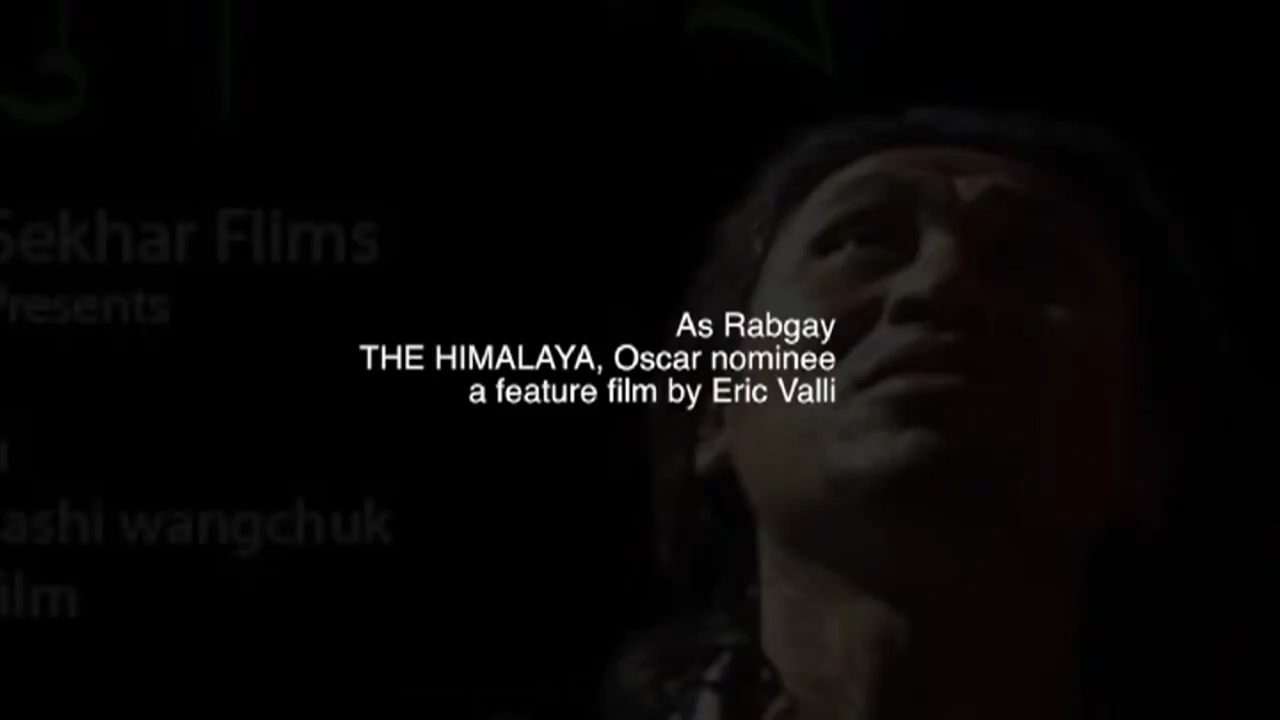 Sekhar Flims
Presents
As Rabgay
THE HIMALAYA, Oscar nominee
a feature film by Eric Valli
ashi wangchuk
ilm